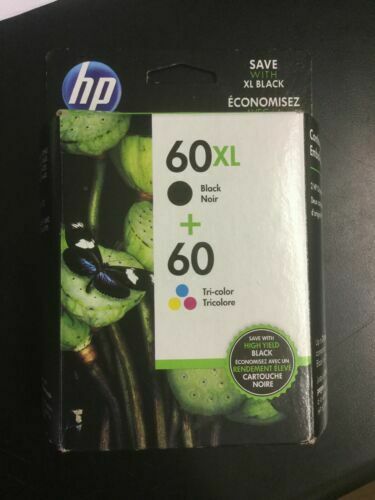 hp
SAVE
WITH
XL BLACK
ÉCONOMISEZ
60XL
Black
Noir
+
60
Tri-color
Tricolore
SAVE WITH
HIGH YIELD
BLACK
ÉCONOMISEZ AVEC UN
RENDEMENT ÉLEVÉ
CARTOUCHE
NOIRE